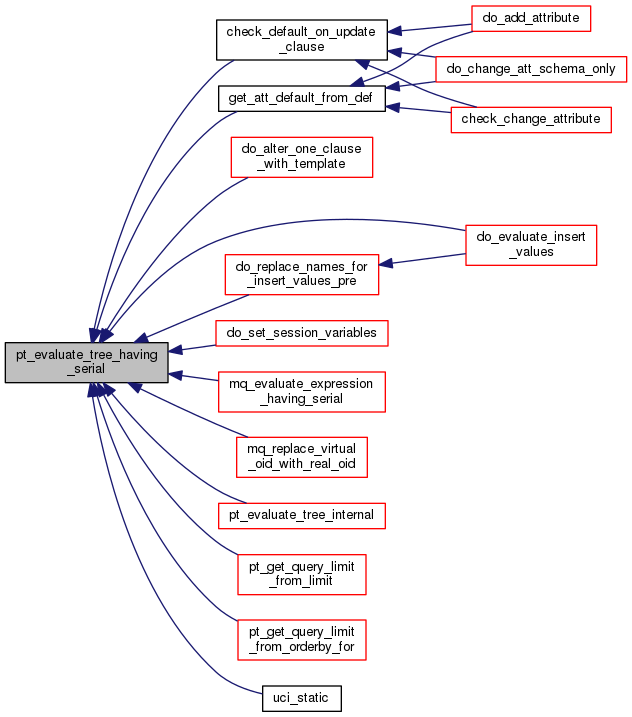 check_default_on_update
_clause
do_add_attribute
do_change_att_schema_only
get_att_default_from_def
check_change_attribute
do_alter_one_clause
_with_template
do_evaluate_insert
_values
do_replace_names_for
_insert_values_pre
do_set_session_variables
pt_evaluate_tree_having
_serial
mq_evaluate_expression
_having_serial
mq_replace_virtual
_oid_with_real_oid
pt_evaluate_tree_internal
pt_get_query_limit
_from_limit
pt_get_query_limit
_from_orderby_for
uci_static